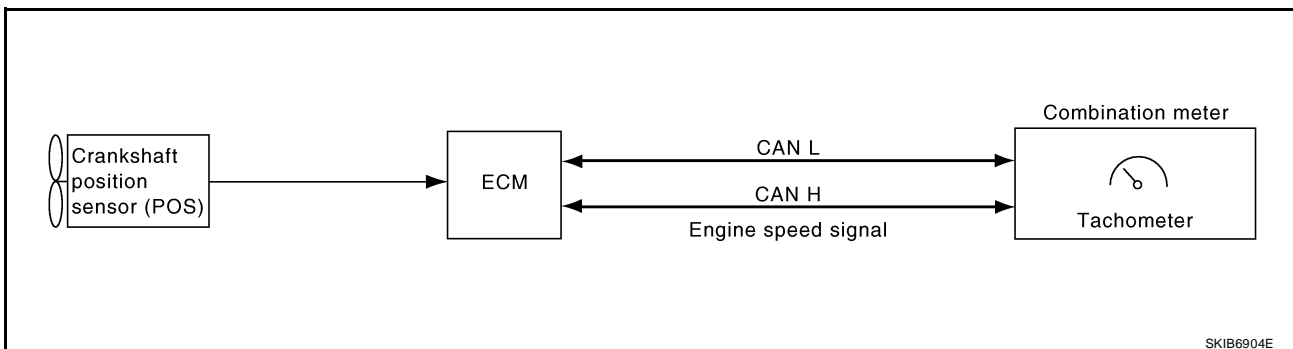 Crankshaft
position
sensor (POS)
ECM
CAN L
CAN H
Engine speed signal
Combination meter
Tachometer
SKIB6904E